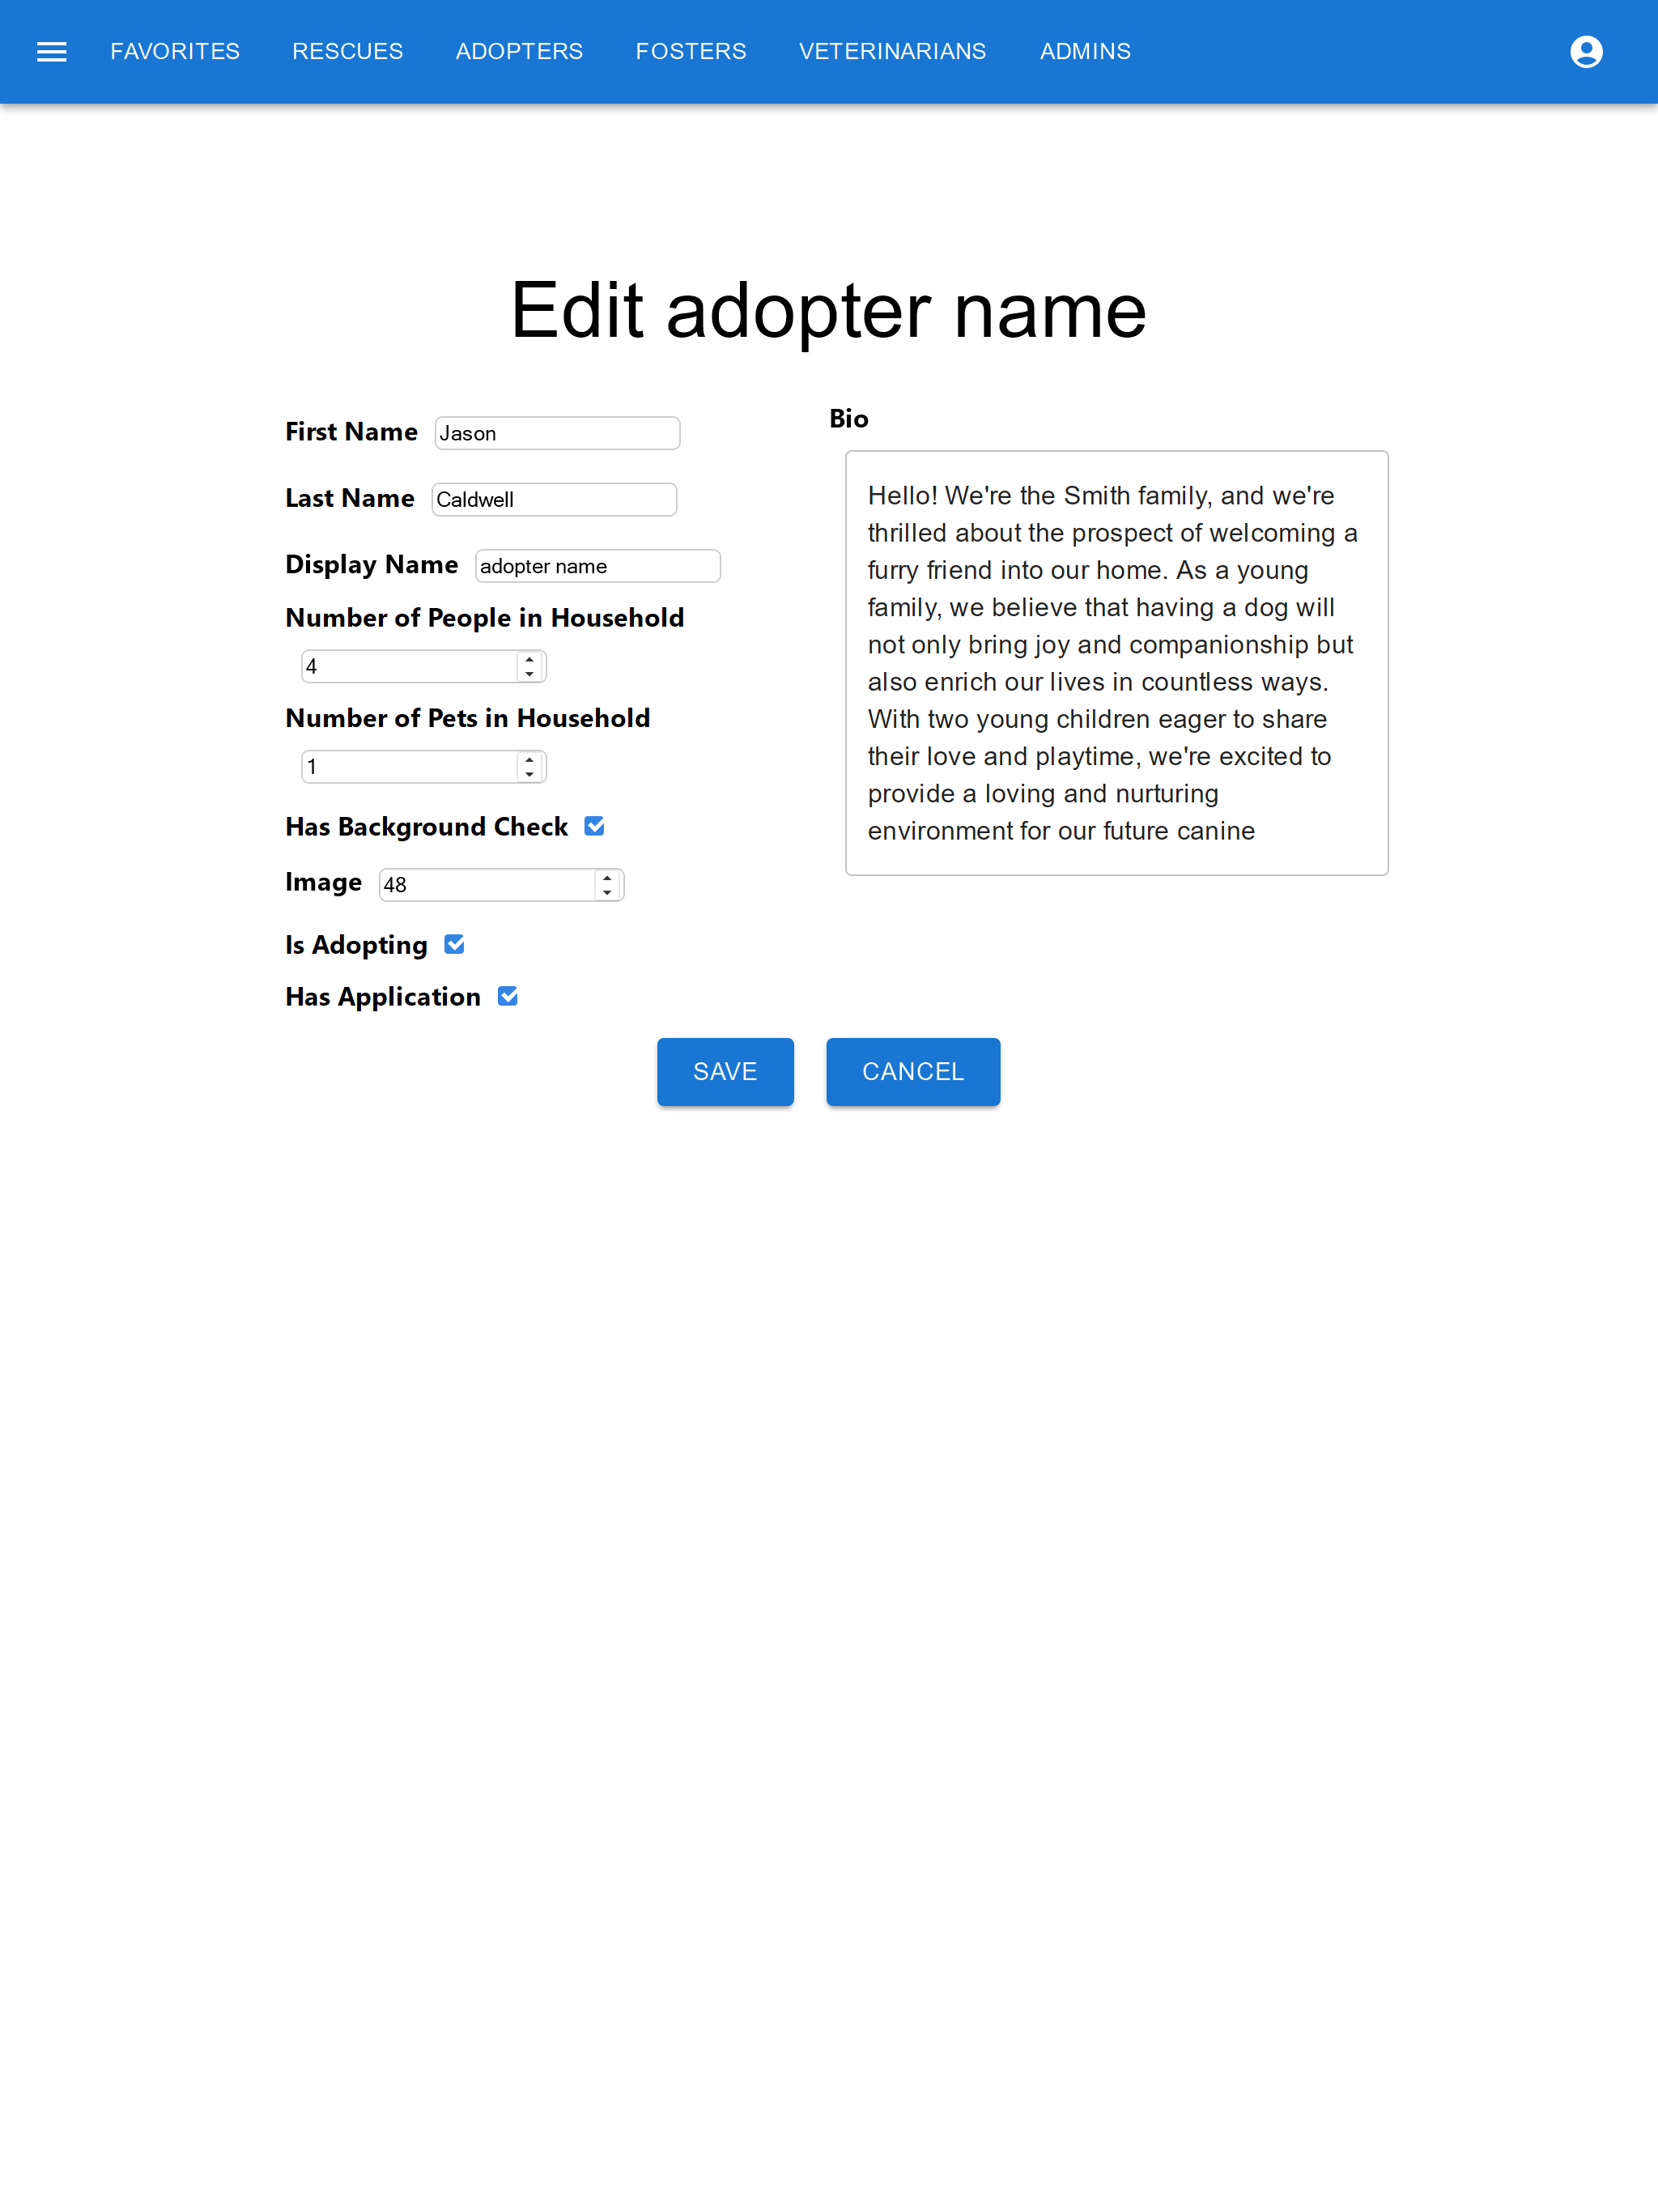 FAVORITES RESCUES ADOPTERS FOSTERS VETERINARIANS ADMINS
Edit adopter name
First Name Jason
Last Name Caldwell
Display Name adopter name
Number of People in Household
4
Number of Pets in Household
1
Has Background Check
Image 48
Is Adopting
Has Application
Bio
Hello! We're the Smith family, and we're
thrilled about the prospect of welcoming a
furry friend into our home. As a young
family, we believe that having a dog will
not only bring joy and companionship but
also enrich our lives in countless ways.
With two young children eager to share
their love and playtime, we're excited to
provide a loving and nurturing
environment for our future canine
SAVE CANCEL